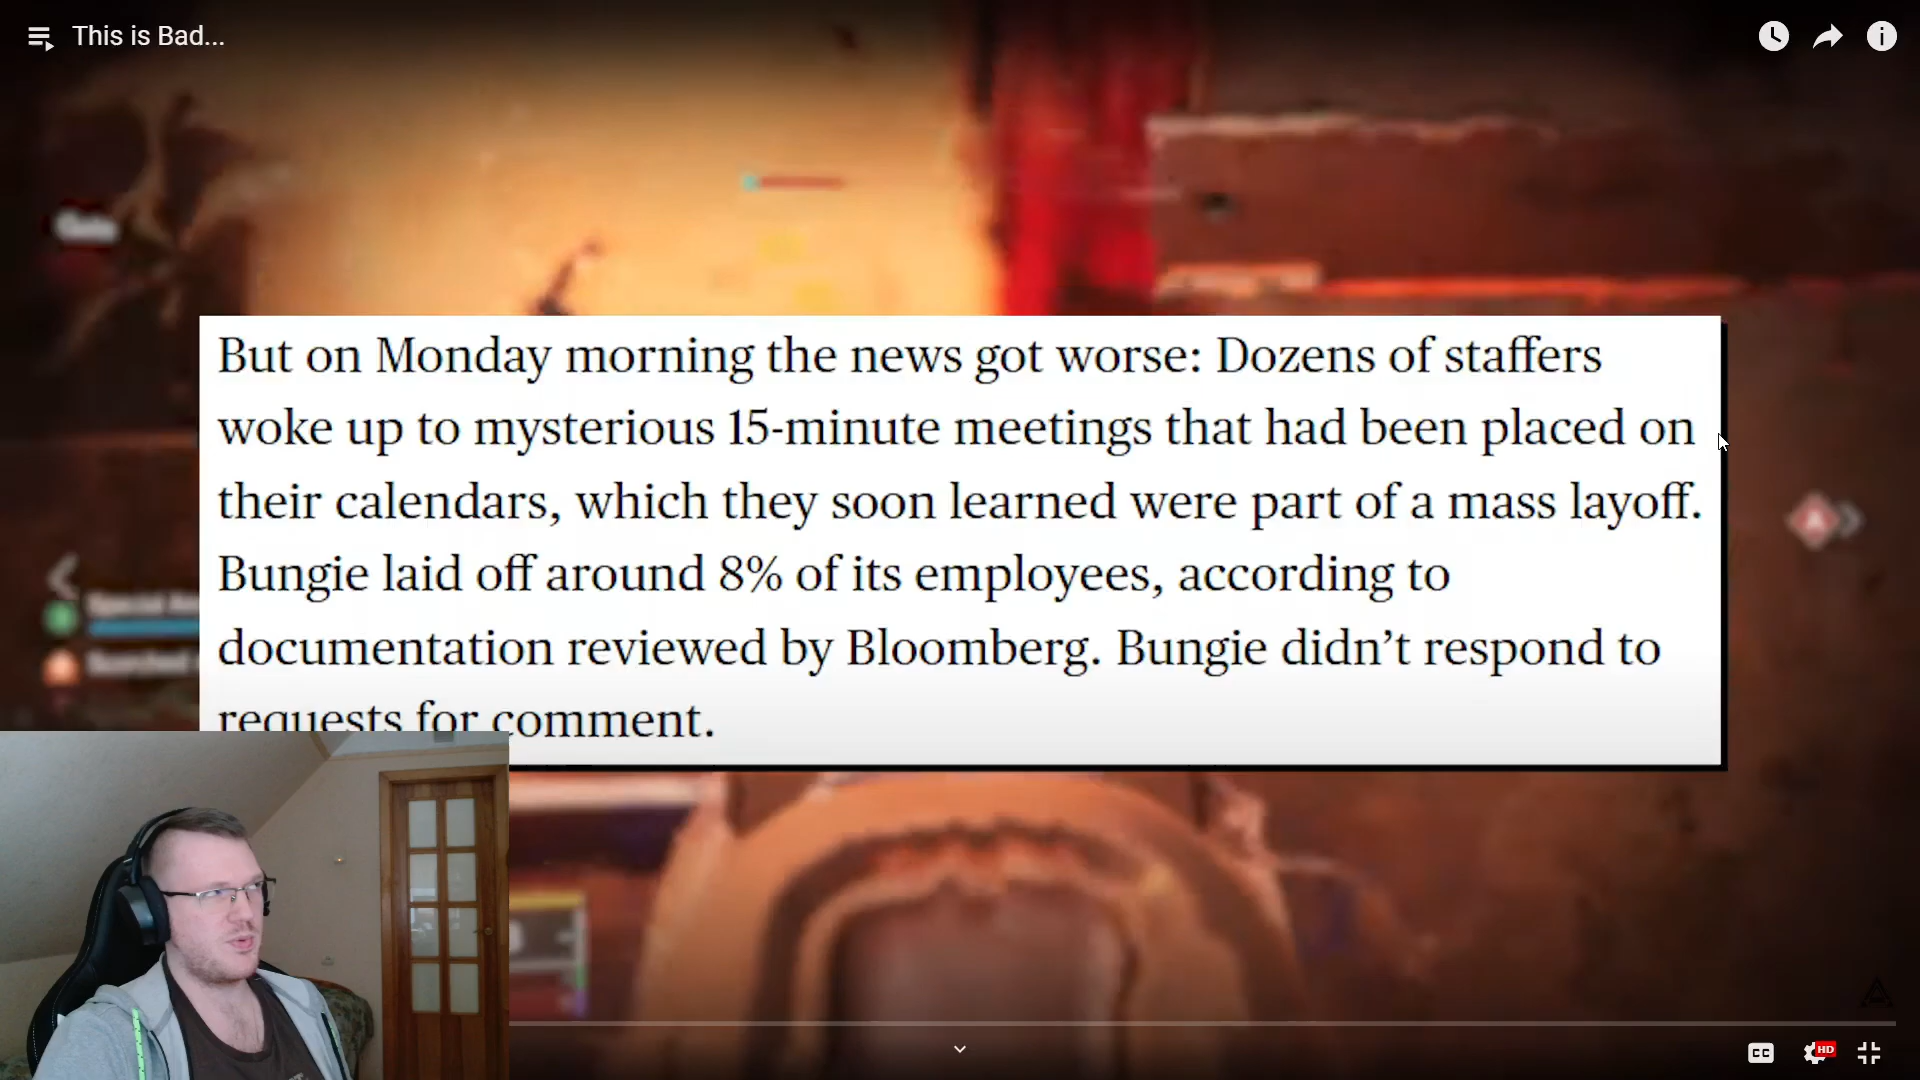 This is Bad...
But on Monday morning the news got worse: Dozens of staffers
woke up to mysterious 15-minute meetings that had been placed on
their calendars, which they soon learned were part of a mass layoff.
Bungie laid off around 8% of its employees, according to
documentation reviewed by Bloomberg. Bungie didn’t respond to
requests for comment.
CC
HD